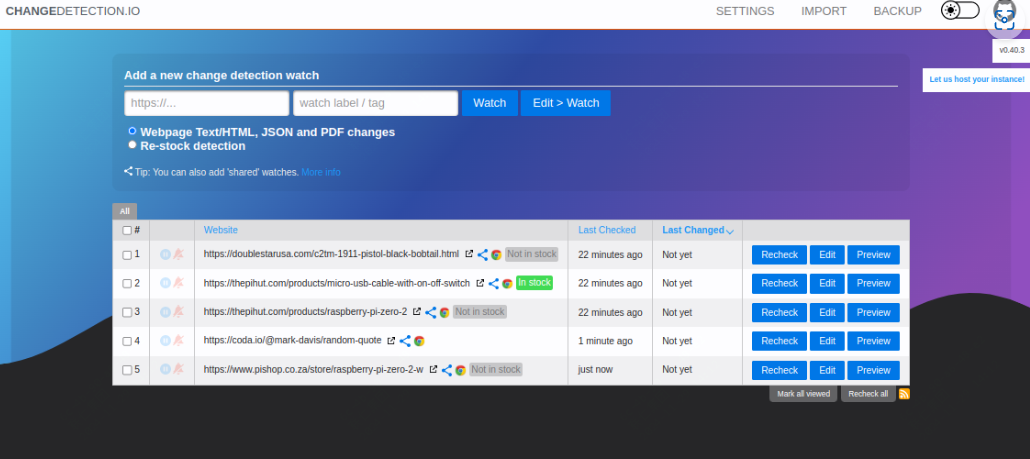 CHANGEDETECTION.IO SETTINGS IMPORT BACKUP
v0.40.3
Let us host your instance!
Add a new change detection watch
https://... watch label / tag Watch Edit > Watch
Webpage Text/HTML, JSON and PDF changes
Re-stock detection
Tip: You can also add 'shared' watches. More info
All
# Website Last Checked Last Changed
1 https://doublestarusa.com/c2tm-1911-pistol-black-bobtail.html Not in stock 22 minutes ago Not yet Recheck Edit Preview
2 https://thepihut.com/products/micro-usb-cable-with-on-off-switch In stock 22 minutes ago Not yet Recheck Edit Preview
3 https://thepihut.com/products/raspberry-pi-zero-2 Not in stock 22 minutes ago Not yet Recheck Edit Preview
4 https://coda.io/@mark-davis/random-quote 1 minute ago Not yet Recheck Edit Preview
5 https://www.pishop.co.za/store/raspberry-pi-zero-2-w Not in stock just now Not yet Recheck Edit Preview
Mark all viewed Recheck all